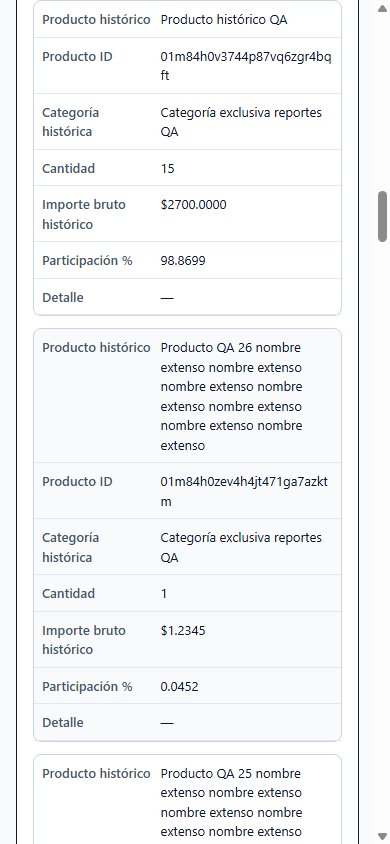 Producto histórico Producto histórico QA
Producto ID 01m84h0v3744p87vq6zgr4bq
ft
Categoría Categoría exclusiva reportes
histórica QA
Cantidad 15
Importe bruto $2700.0000
histórico
Participación % 98.8699
Detalle —
Producto histórico Producto QA 26 nombre
extenso nombre extenso
nombre extenso nombre
extenso nombre extenso
nombre extenso nombre
extenso
Producto ID 01m84h0zev4h4jt471ga7azkt
m
Categoría Categoría exclusiva reportes
histórica QA
Cantidad 1
Importe bruto $1.2345
histórico
Participación % 0.0452
Detalle —
Producto histórico Producto QA 25 nombre
extenso nombre extenso
nombre extenso nombre
extenso nombre extenso